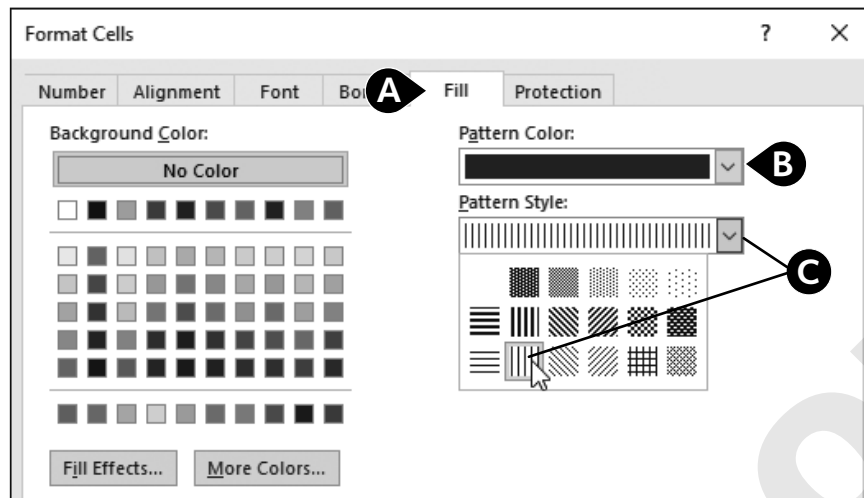 Format Cells ? ×
Number Alignment Font A Fill Protection
Background Color: Pattern Color:
No Color B
Pattern Style:
C
Fill Effects... More Colors...